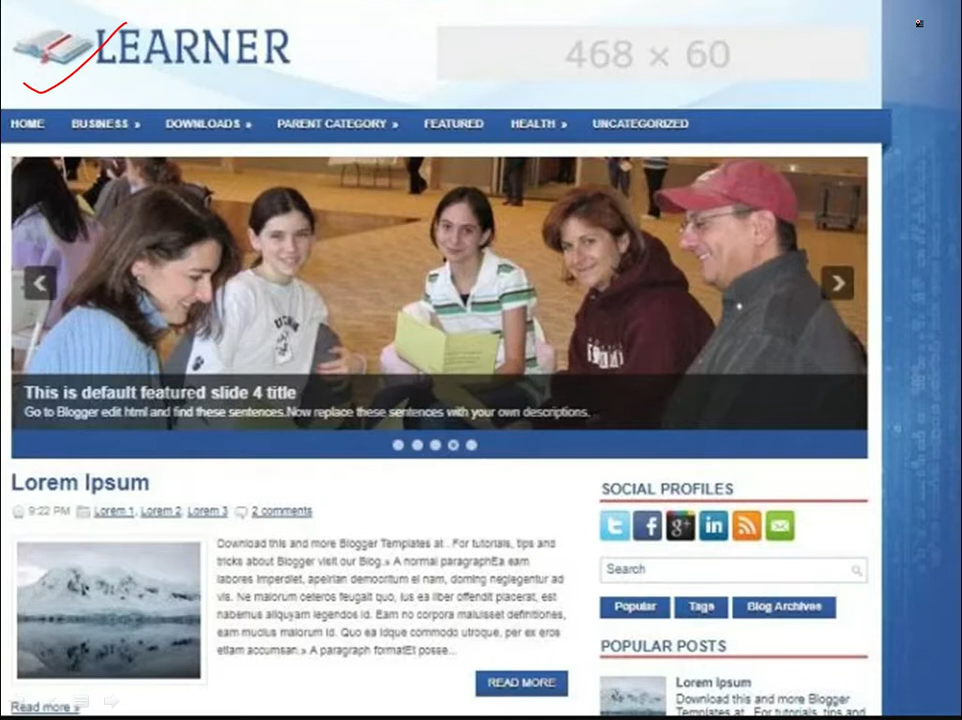 LEARNER
468 × 60
HOME BUSINESS » DOWNLOADS » PARENT CATEGORY » FEATURED HEALTH » UNCATEGORIZED
This is default featured slide 4 title
Go to Blogger edit html and find these sentences.Now replace these sentences with your own descriptions.
Lorem Ipsum
9:22 PM Lorem 1, Lorem 2, Lorem 3 2 comments
Download this and more Blogger Templates at . For tutorials, tips and
tricks about Blogger visit our Blog.» A normal paragraphEa eam
labores imperdiet, apeirian democritum ei nam, doming neglegentur ad
vis. Ne malorum ceteros feugait quo, ius ea liber offendit placerat, est
habemus aliquyam legendos id. Eam no corpora maluisset definitiones,
eam mucius malorum id. Quo ea idque commodo utroque, per ex eros
etiam accumsan.» A paragraph formatEt posse...
READ MORE
Read more »
SOCIAL PROFILES
Search
Popular Tags Blog Archives
POPULAR POSTS
Lorem Ipsum
Download this and more Blogger
Templates at . For tutorials, tips and